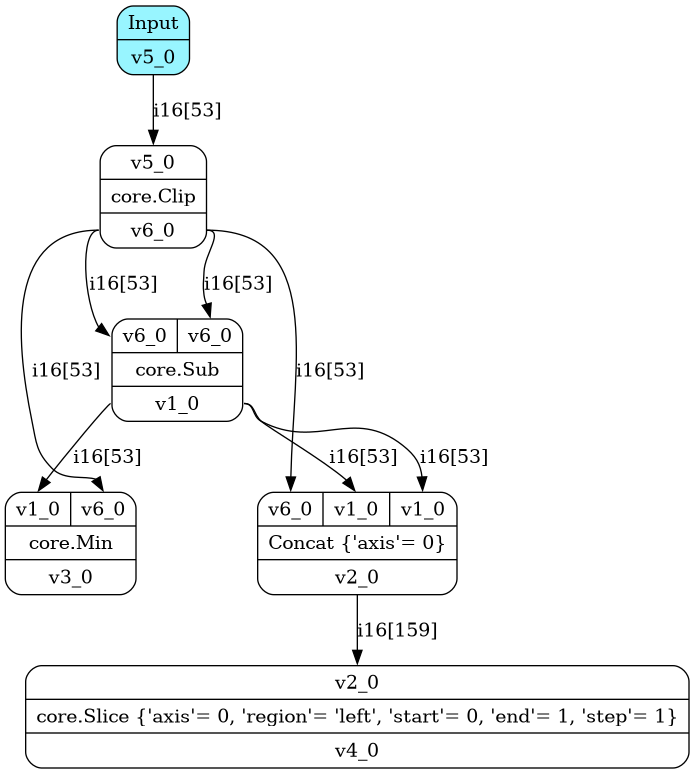 Input
v5_0
i16[53]
v5_0
core.Clip
v6_0
i16[53] i16[53]
v6_0 v6_0
core.Sub
v1_0
i16[53] i16[53]
i16[53] i16[53] i16[53]
v1_0 v6_0
core.Min
v3_0
v6_0 v1_0 v1_0
Concat {'axis'= 0}
v2_0
i16[159]
v2_0
core.Slice {'axis'= 0, 'region'= 'left', 'start'= 0, 'end'= 1, 'step'= 1}
v4_0